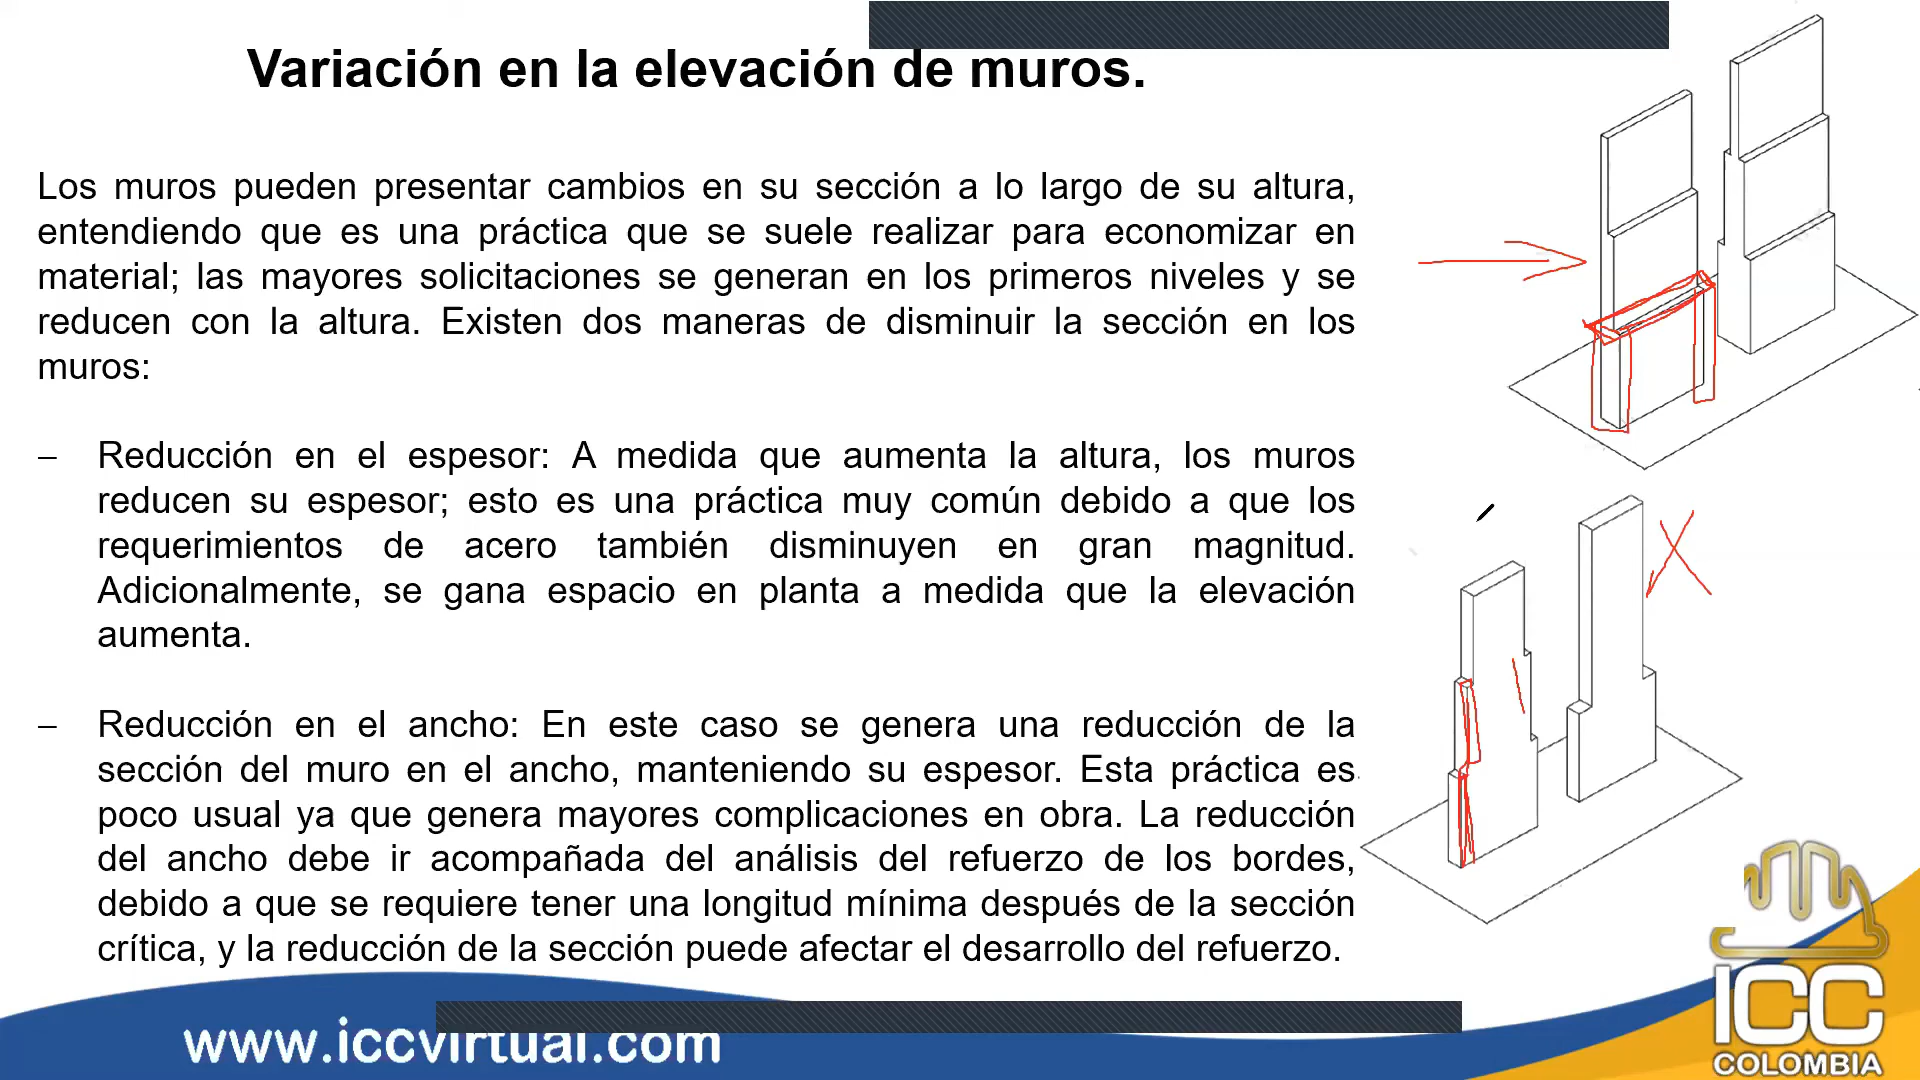 Variación en la elevación de muros.
Los muros pueden presentar cambios en su sección a lo largo de su altura,
entendiendo que es una práctica que se suele realizar para economizar en
material; las mayores solicitaciones se generan en los primeros niveles y se
reducen con la altura. Existen dos maneras de disminuir la sección en los
muros:
– Reducción en el espesor: A medida que aumenta la altura, los muros
reducen su espesor; esto es una práctica muy común debido a que los
requerimientos de acero también disminuyen en gran magnitud.
Adicionalmente, se gana espacio en planta a medida que la elevación
aumenta.
– Reducción en el ancho: En este caso se genera una reducción de la
sección del muro en el ancho, manteniendo su espesor. Esta práctica es
poco usual ya que genera mayores complicaciones en obra. La reducción
del ancho debe ir acompañada del análisis del refuerzo de los bordes,
debido a que se requiere tener una longitud mínima después de la sección
crítica, y la reducción de la sección puede afectar el desarrollo del refuerzo.
www.iccvirtual.com
ICC
COLOMBIA